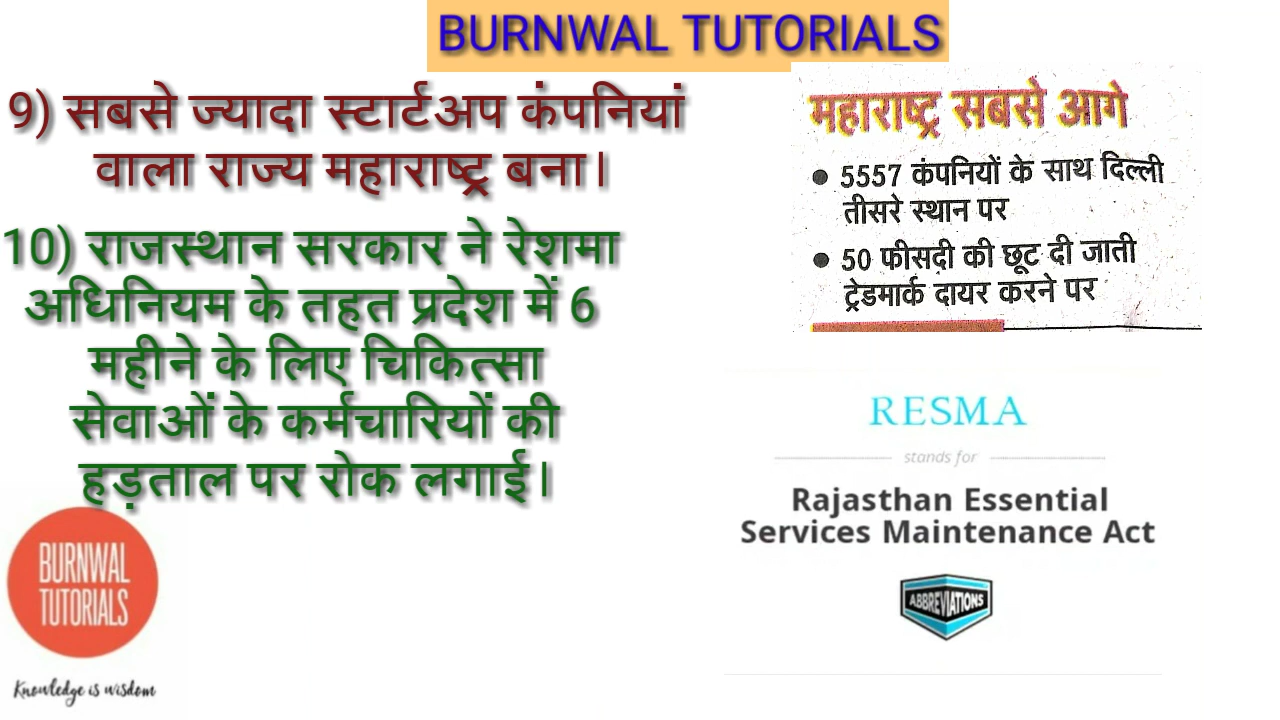 BURNWAL TUTORIALS
9) सबसे ज्यादा स्टार्टअप कंपनियां
वाला राज्य महाराष्ट्र बना।
10) राजस्थान सरकार ने रेशमा
अधिनियम के तहत प्रदेश में 6
महीने के लिए चिकित्सा
सेवाओं के कर्मचारियों की
हड़ताल पर रोक लगाई।
महाराष्ट्र सबसे आगे
● 5557 कंपनियों के साथ दिल्ली
तीसरे स्थान पर
● 50 फीसदी की छूट दी जाती
ट्रेडमार्क दायर करने पर
RESMA
stands for
Rajasthan Essential
Services Maintenance Act
ABBREVIATIONS
BURNWAL
TUTORIALS
Knowledge is wisdom